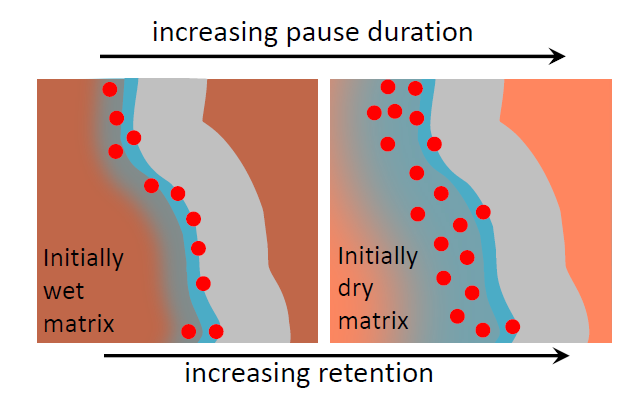 increasing pause duration
Initially
wet
matrix
Initially
dry
matrix
increasing retention